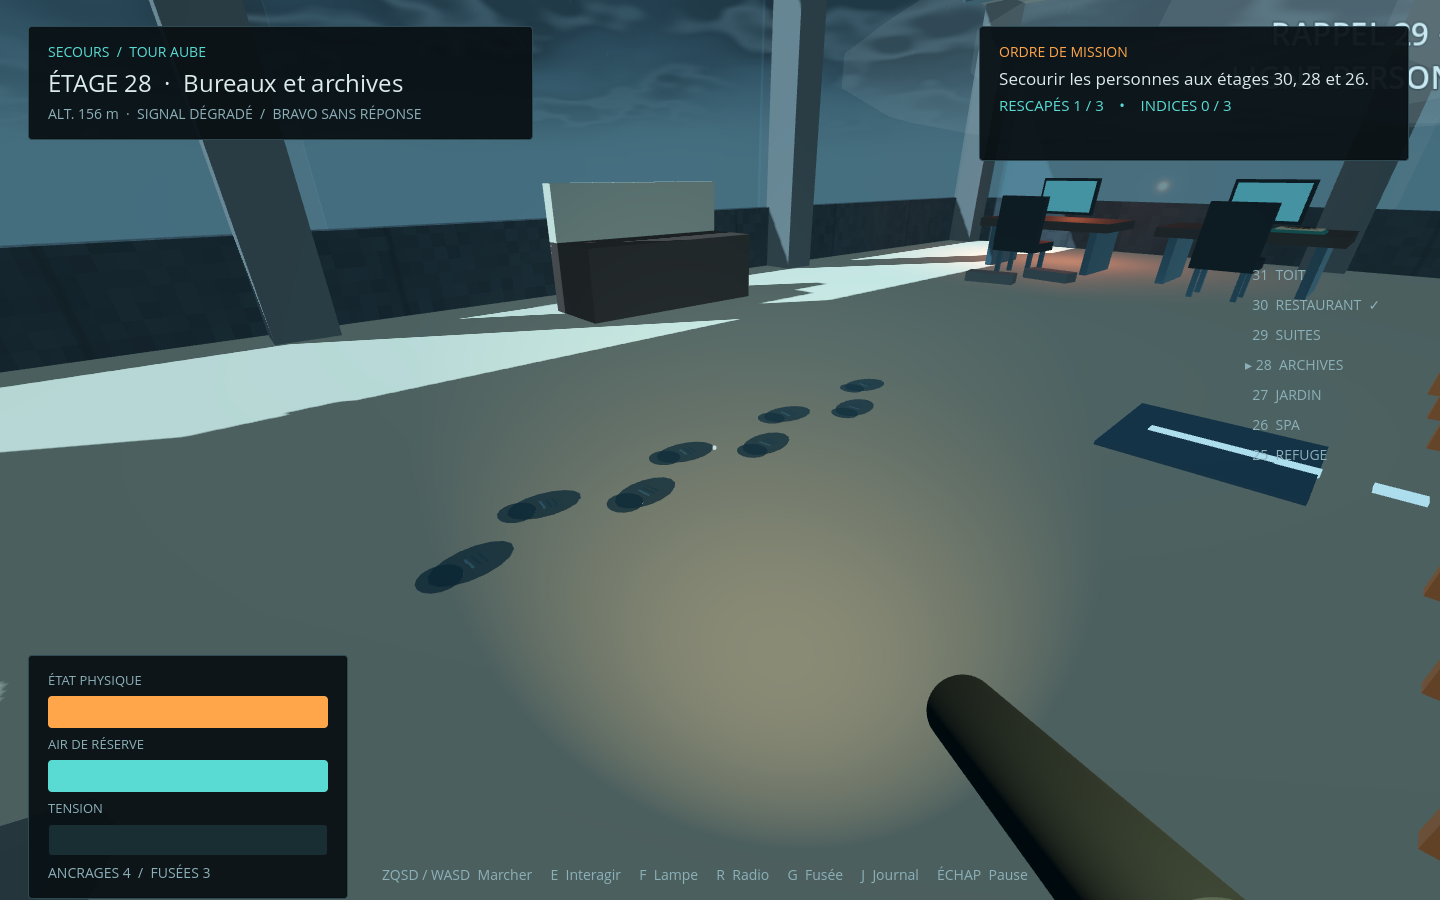 SECOURS / TOUR AUBE
ÉTAGE 28 · Bureaux et archives
ALT. 156 m · SIGNAL DÉGRADÉ / BRAVO SANS RÉPONSE
ORDRE DE MISSION
Secourir les personnes aux étages 30, 28 et 26.
RESCAPÉS 1 / 3 • INDICES 0 / 3
RAPPEL 29
31 TOIT
30 RESTAURANT ✓
29 SUITES
▸ 28 ARCHIVES
27 JARDIN
26 SPA
25 REFUGE
ÉTAT PHYSIQUE
AIR DE RÉSERVE
TENSION
ANCRAGES 4 / FUSÉES 3
ZQSD / WASD Marcher E Interagir F Lampe R Radio G Fusée J Journal ÉCHAP Pause